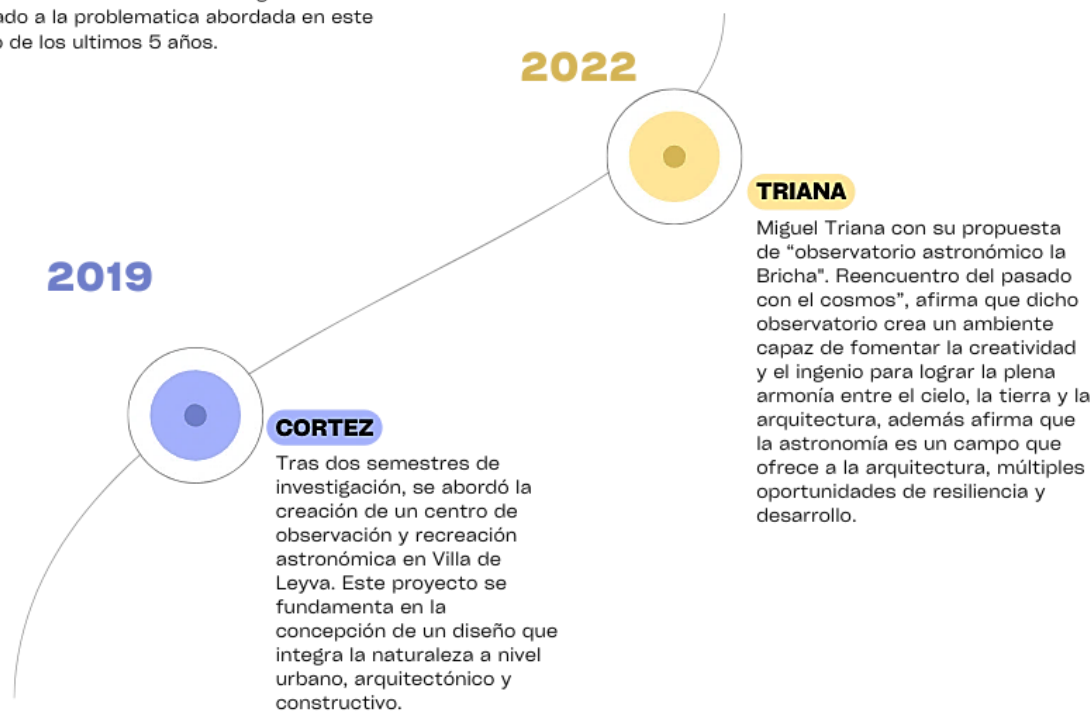 ado a la problematica abordada en este
o de los ultimos 5 años.
2022
TRIANA
Miguel Triana con su propuesta
de “observatorio astronómico la
Bricha". Reencuentro del pasado
con el cosmos”, afirma que dicho
observatorio crea un ambiente
capaz de fomentar la creatividad
y el ingenio para lograr la plena
armonía entre el cielo, la tierra y la
arquitectura, además afirma que
la astronomía es un campo que
ofrece a la arquitectura, múltiples
oportunidades de resiliencia y
desarrollo.
2019
CORTEZ
Tras dos semestres de
investigación, se abordó la
creación de un centro de
observación y recreación
astronómica en Villa de
Leyva. Este proyecto se
fundamenta en la
concepción de un diseño que
integra la naturaleza a nivel
urbano, arquitectónico y
constructivo.